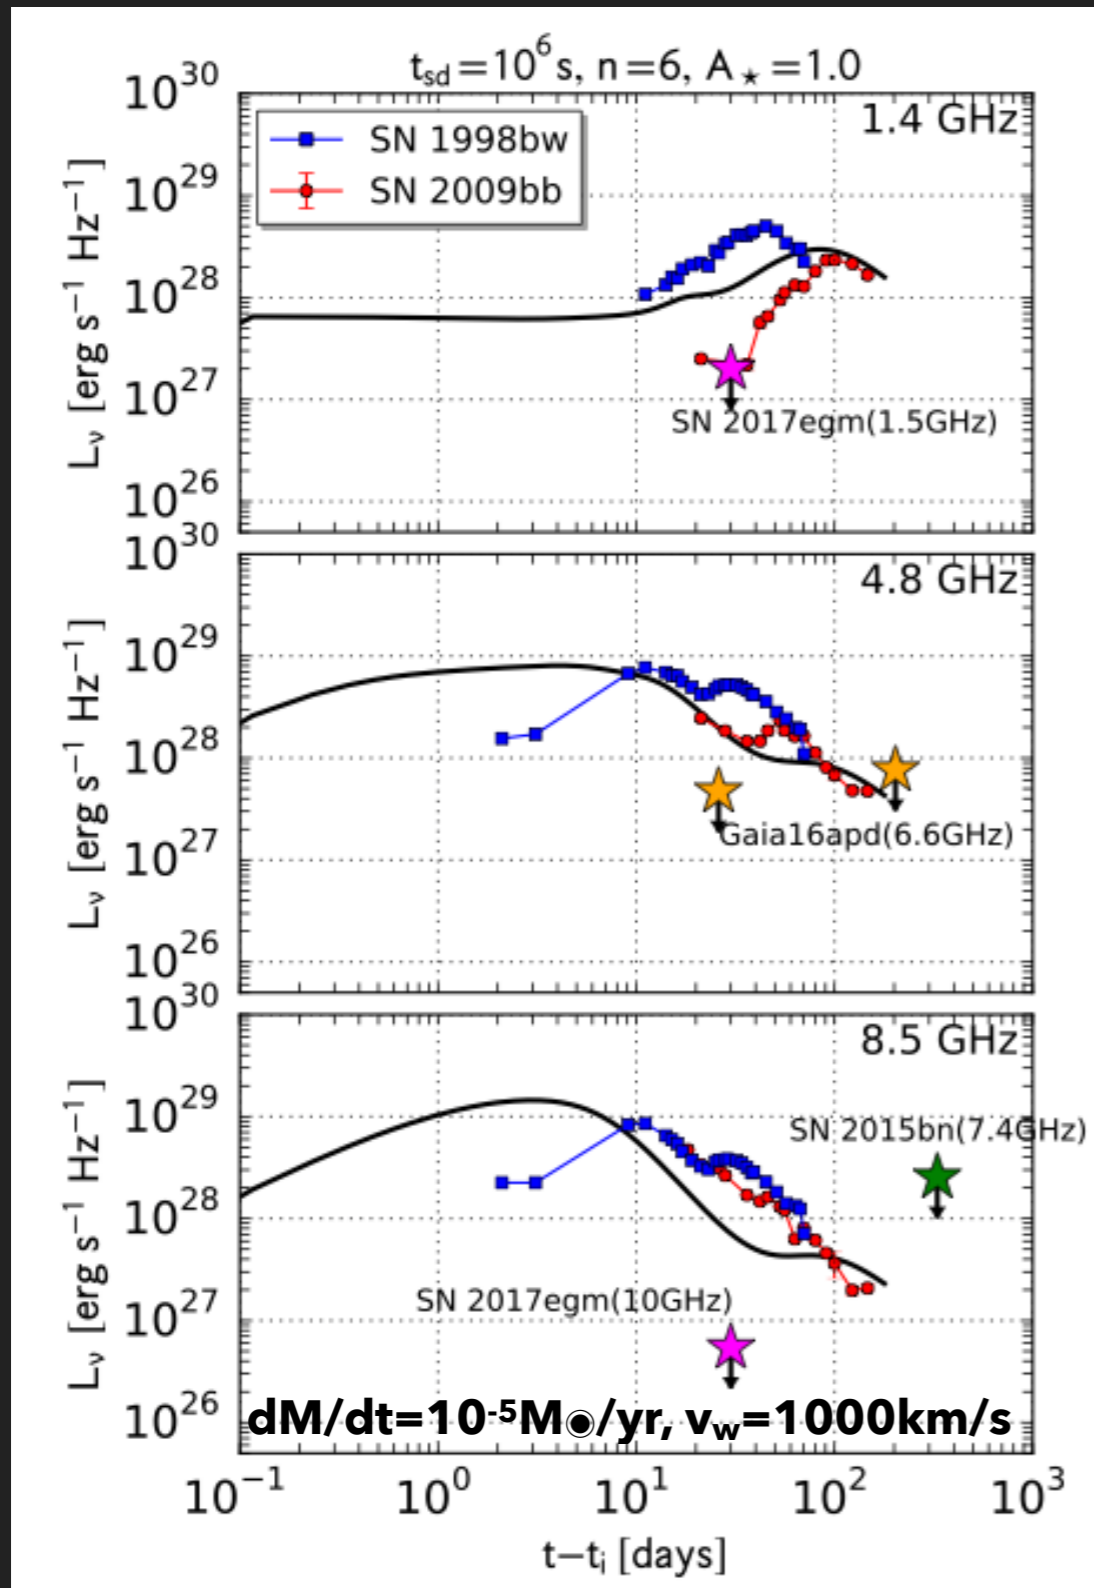 t_sd=10^6 s, n=6, A_⋆=1.0
10^30
1.4 GHz
SN 1998bw
SN 2009bb
10^29
10^28
10^27
10^26
SN 2017egm(1.5GHz)
L_ν [erg s^−1 Hz^−1]
10^30
4.8 GHz
10^29
10^28
10^27
10^26
Gaia16apd(6.6GHz)
L_ν [erg s^−1 Hz^−1]
10^30
8.5 GHz
10^29
SN 2015bn(7.4GHz)
10^28
10^27
SN 2017egm(10GHz)
10^26
L_ν [erg s^−1 Hz^−1]
dM/dt=10^-5M◉/yr, v_w=1000km/s
10^−1 10^0 10^1 10^2 10^3
t−t_i [days]